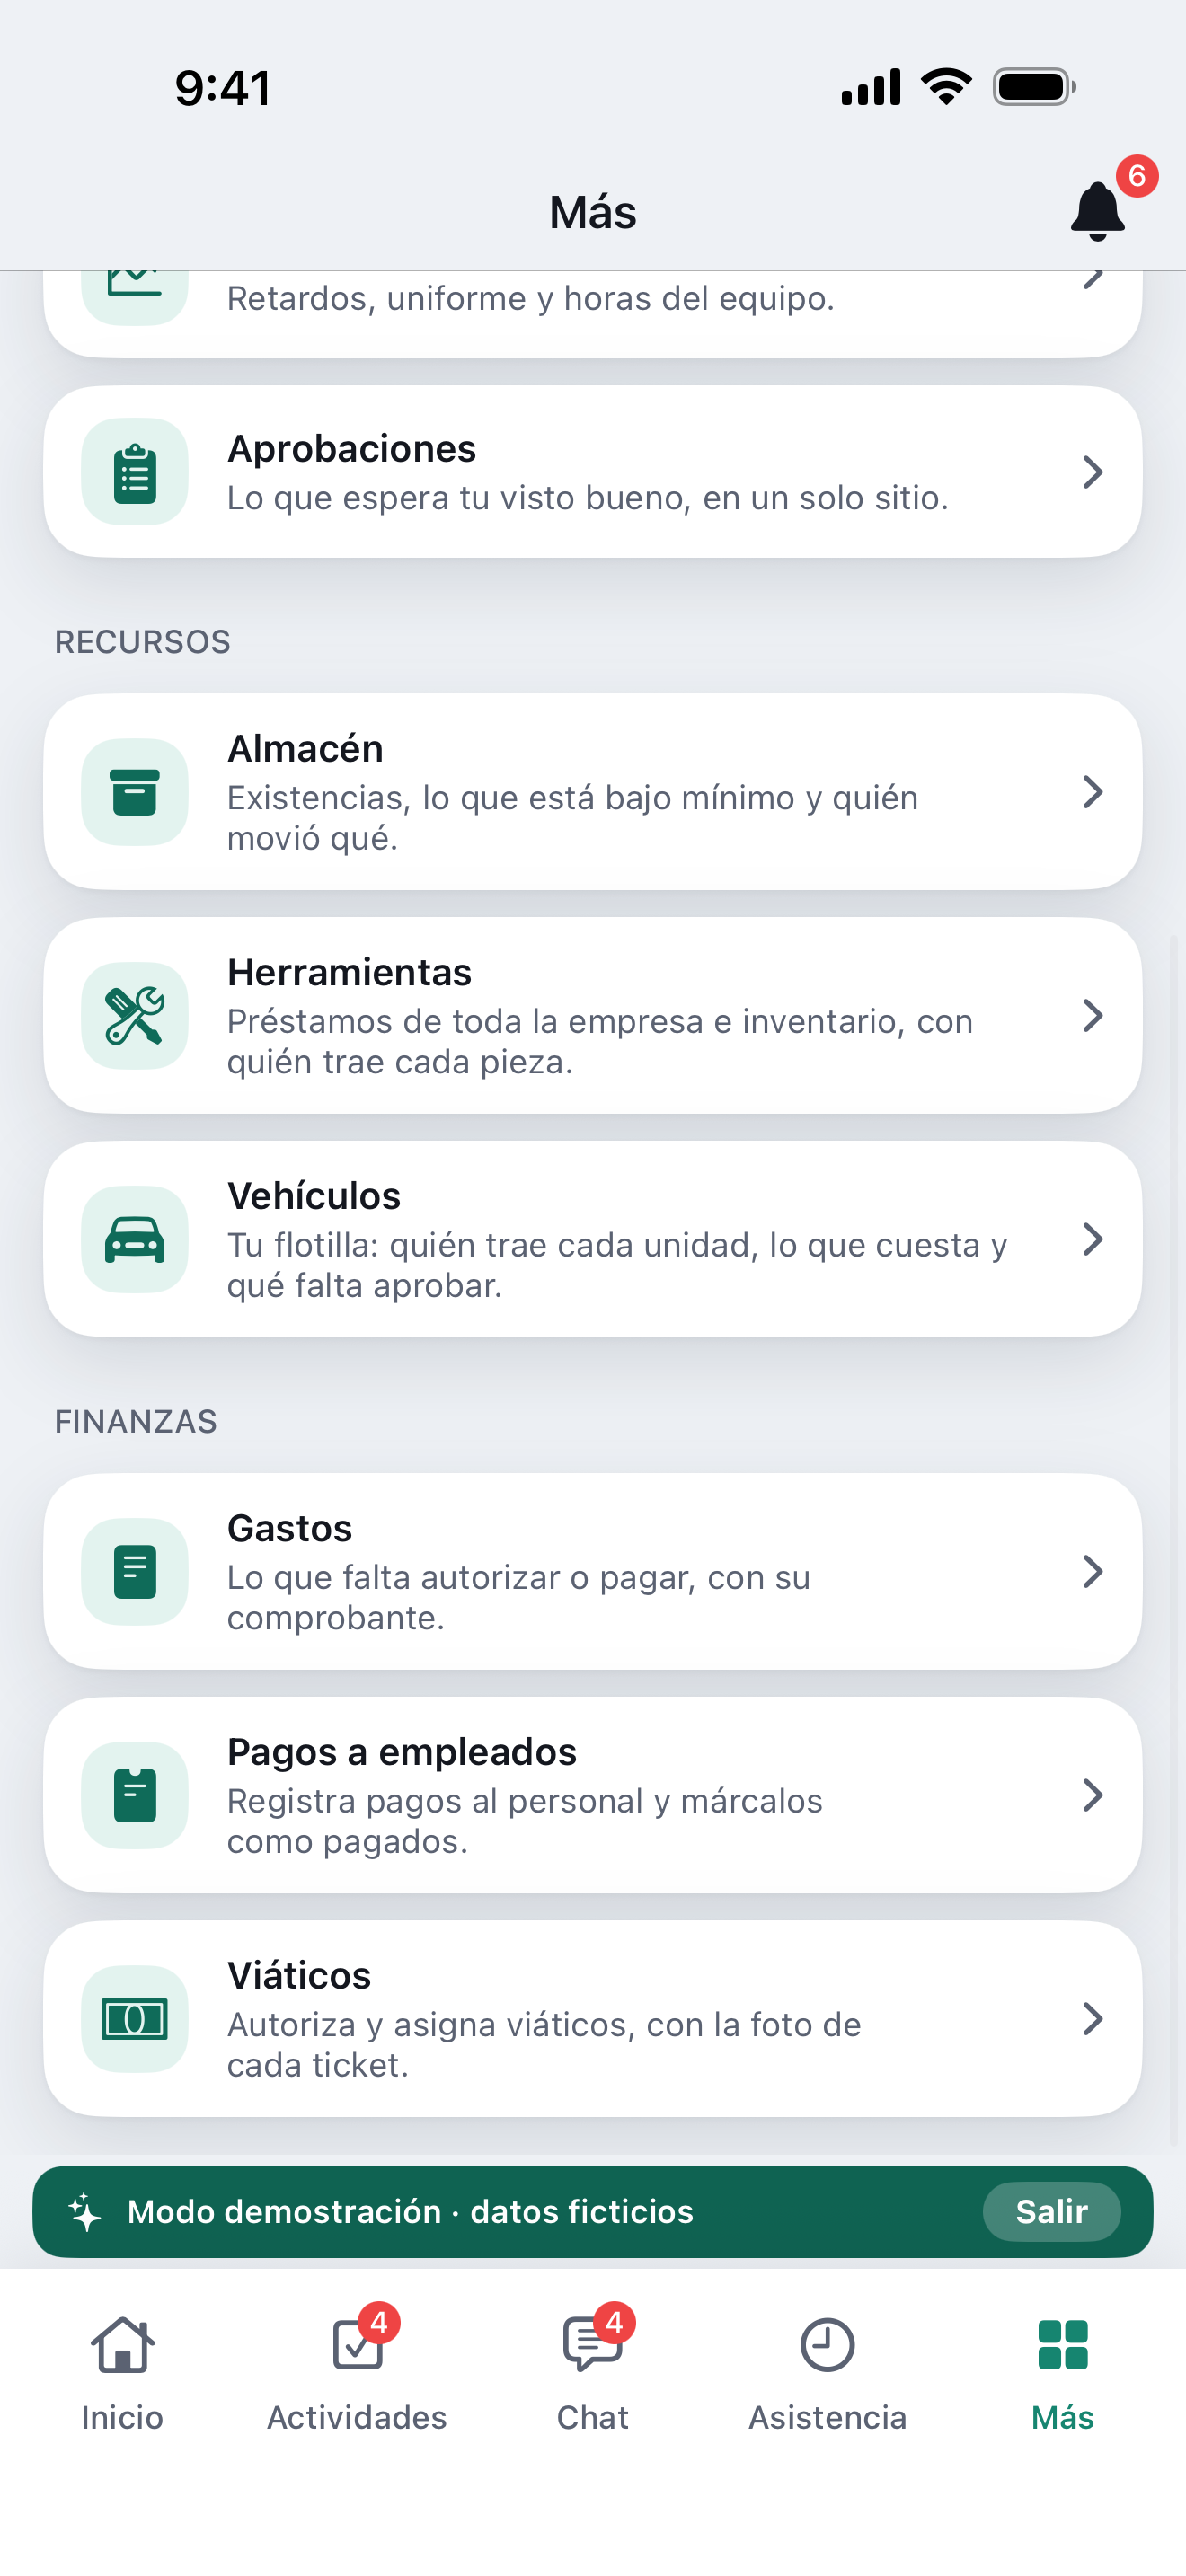 9:41
Más
6
Retardos, uniforme y horas del equipo.
Aprobaciones
Lo que espera tu visto bueno, en un solo sitio.
RECURSOS
Almacén
Existencias, lo que está bajo mínimo y quién
movió qué.
Herramientas
Préstamos de toda la empresa e inventario, con
quién trae cada pieza.
Vehículos
Tu flotilla: quién trae cada unidad, lo que cuesta y
qué falta aprobar.
FINANZAS
Gastos
Lo que falta autorizar o pagar, con su
comprobante.
Pagos a empleados
Registra pagos al personal y márcalos
como pagados.
Viáticos
Autoriza y asigna viáticos, con la foto de
cada ticket.
Modo demostración · datos ficticios
Salir
4
4
Inicio
Actividades
Chat
Asistencia
Más